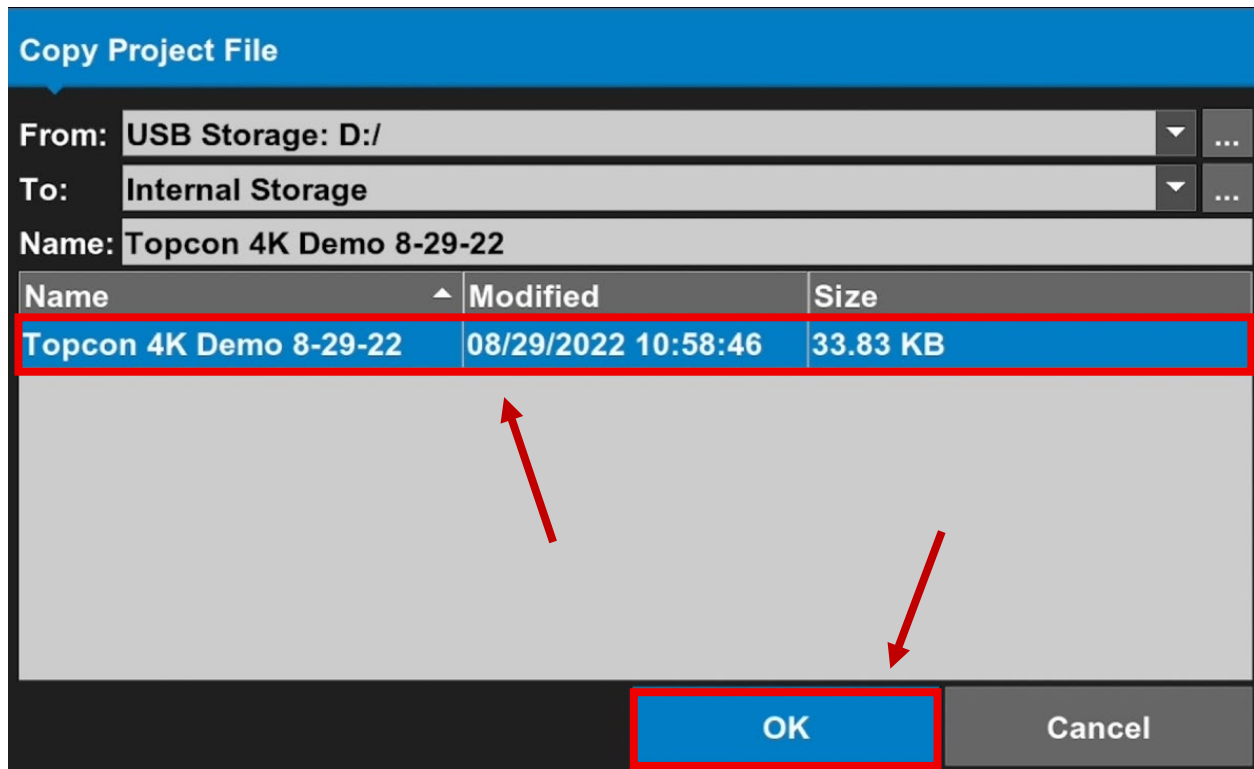 Copy Project File
From: USB Storage: D:/ ...
To: Internal Storage ...
Name: Topcon 4K Demo 8-29-22
Name Modified Size
Topcon 4K Demo 8-29-22 08/29/2022 10:58:46 33.83 KB
OK Cancel